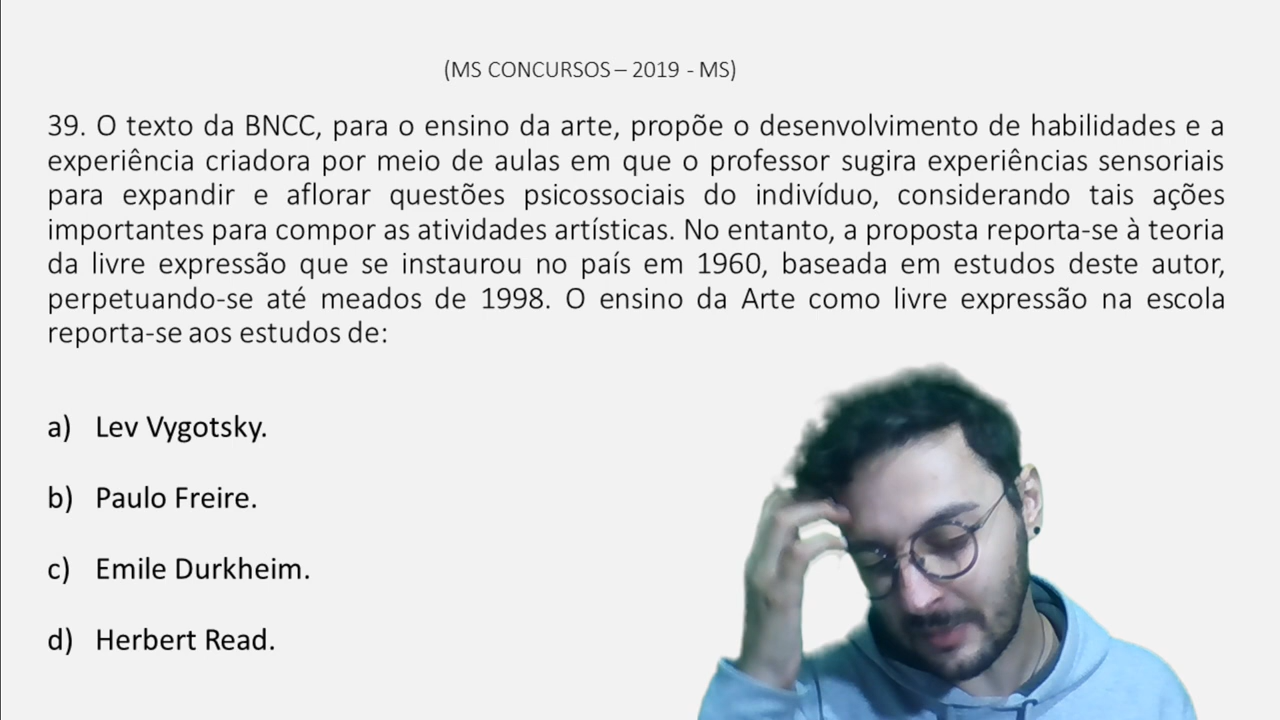 (MS CONCURSOS – 2019 - MS)
39. O texto da BNCC, para o ensino da arte, propõe o desenvolvimento de habilidades e a
experiência criadora por meio de aulas em que o professor sugira experiências sensoriais
para expandir e aflorar questões psicossociais do indivíduo, considerando tais ações
importantes para compor as atividades artísticas. No entanto, a proposta reporta-se à teoria
da livre expressão que se instaurou no país em 1960, baseada em estudos deste autor,
perpetuando-se até meados de 1998. O ensino da Arte como livre expressão na escola
reporta-se aos estudos de:
a) Lev Vygotsky.
b) Paulo Freire.
c) Emile Durkheim.
d) Herbert Read.